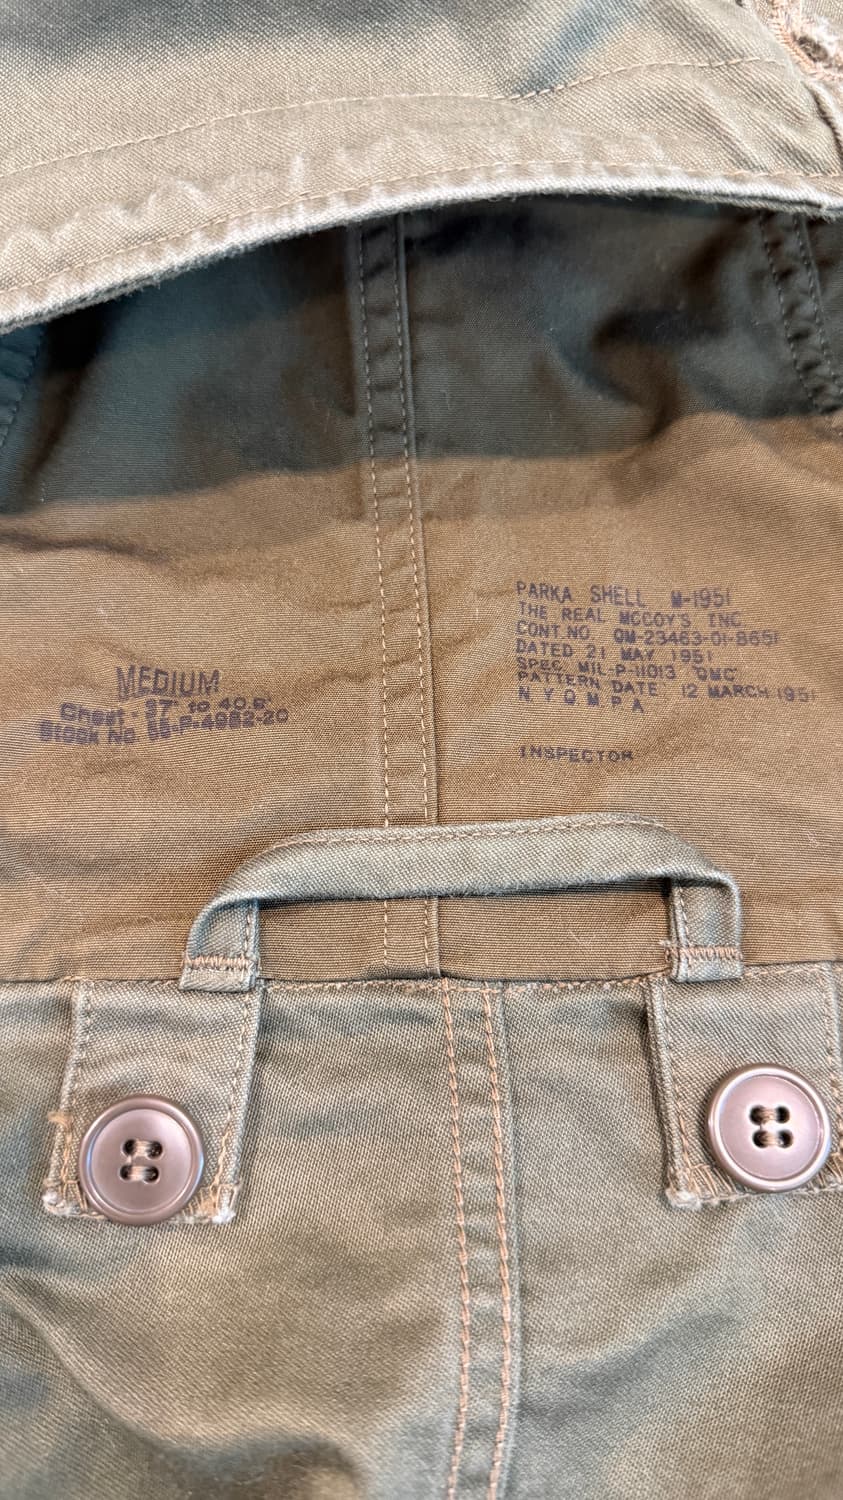 MEDIUM
Chest - 37" to 40.5"
Stock No. 55-P-4982-20
PARKA SHELL M-1951
THE REAL McCOY'S INC.
CONT.NO. QM-23463-01-8651
DATED 21 MAY 1951
SPEC. MIL-P-11013 "QMC"
PATTERN DATE 12 MARCH 1951
N Y Q M P A
INSPECTOR